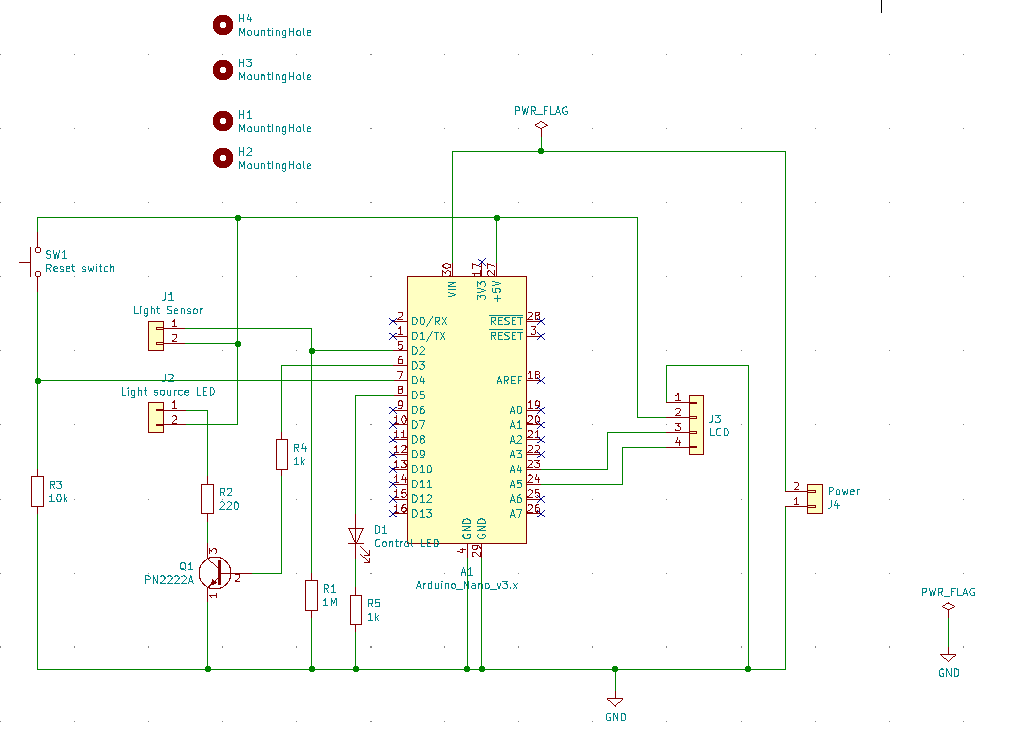 H4
MountingHole
H3
MountingHole
H1
MountingHole
H2
MountingHole
PWR_FLAG
SW1
Reset switch
J1
Light Sensor
1
2
J2
Light source LED
1
2
30
17
27
VIN
3V3
+5V
2 D0/RX
1 D1/TX
5 D2
6 D3
7 D4
8 D5
9 D6
10 D7
11 D8
12 D9
13 D10
14 D11
15 D12
16 D13
RESET 28
RESET 3
AREF 18
A0 19
A1 20
A2 21
A3 22
A4 23
A5 24
A6 25
A7 26
GND
GND
4
29
A1
Arduino_Nano_v3.x
1
2
3
4
J3
LCD
2
1
Power
J4
R4
1k
R3
10k
R2
220
D1
Control LED
Q1
PN2222A
3
2
1
R1
1M
R5
1k
PWR_FLAG
GND
GND